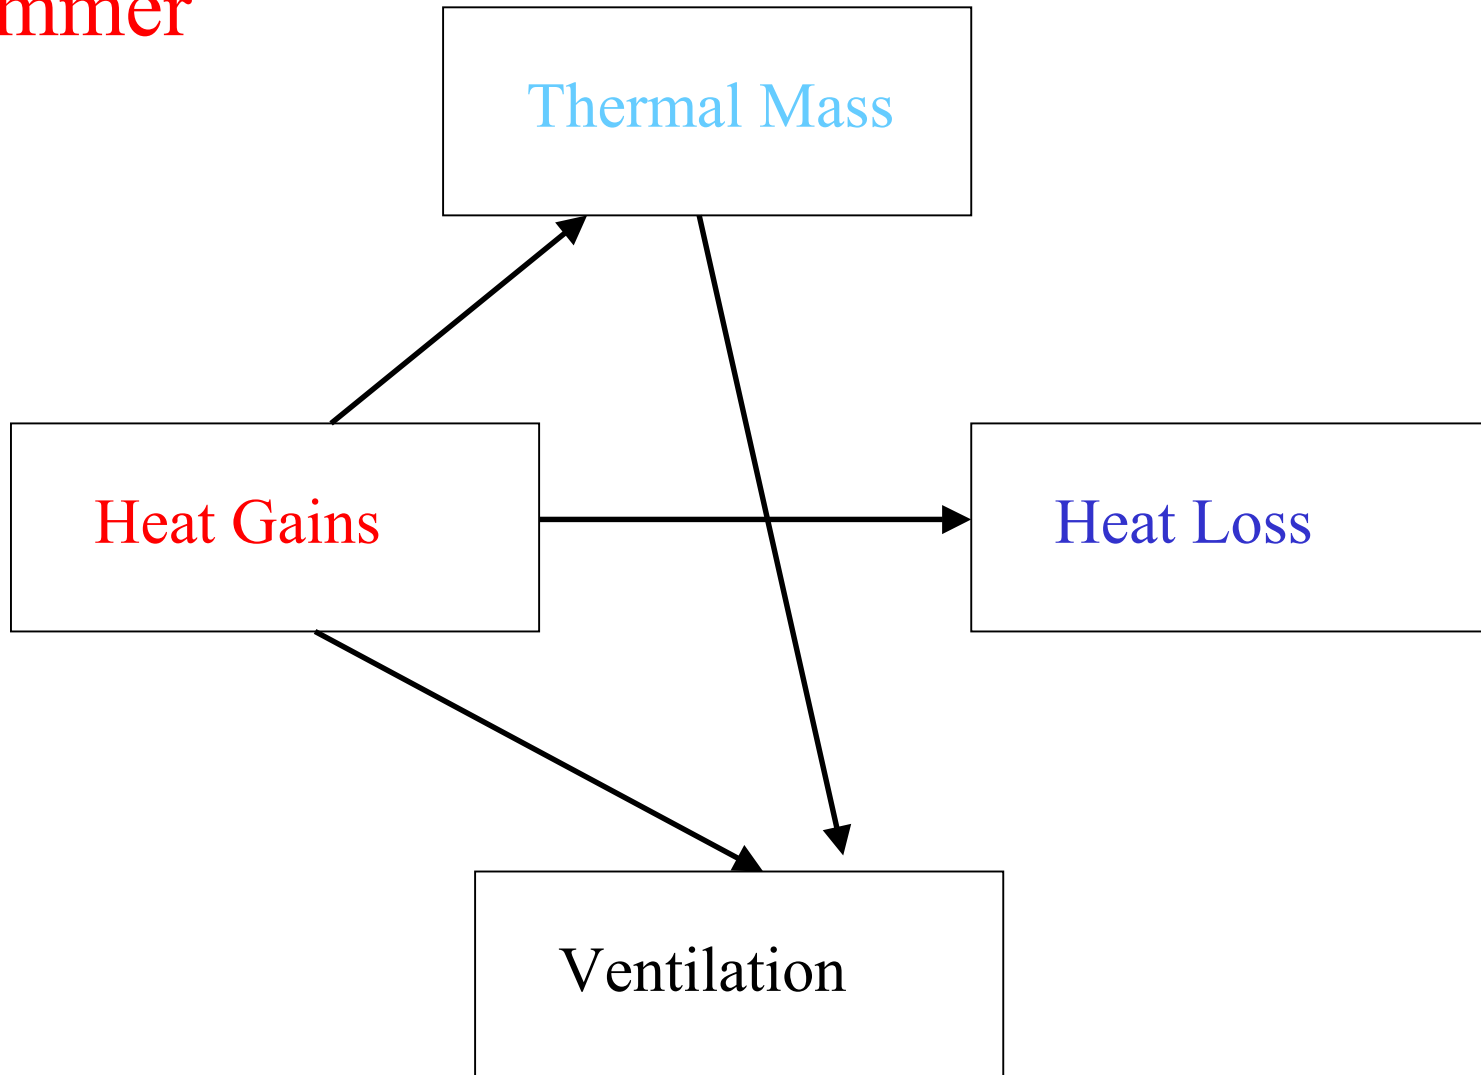 mmer
Thermal Mass
Heat Gains
Heat Loss
Ventilation